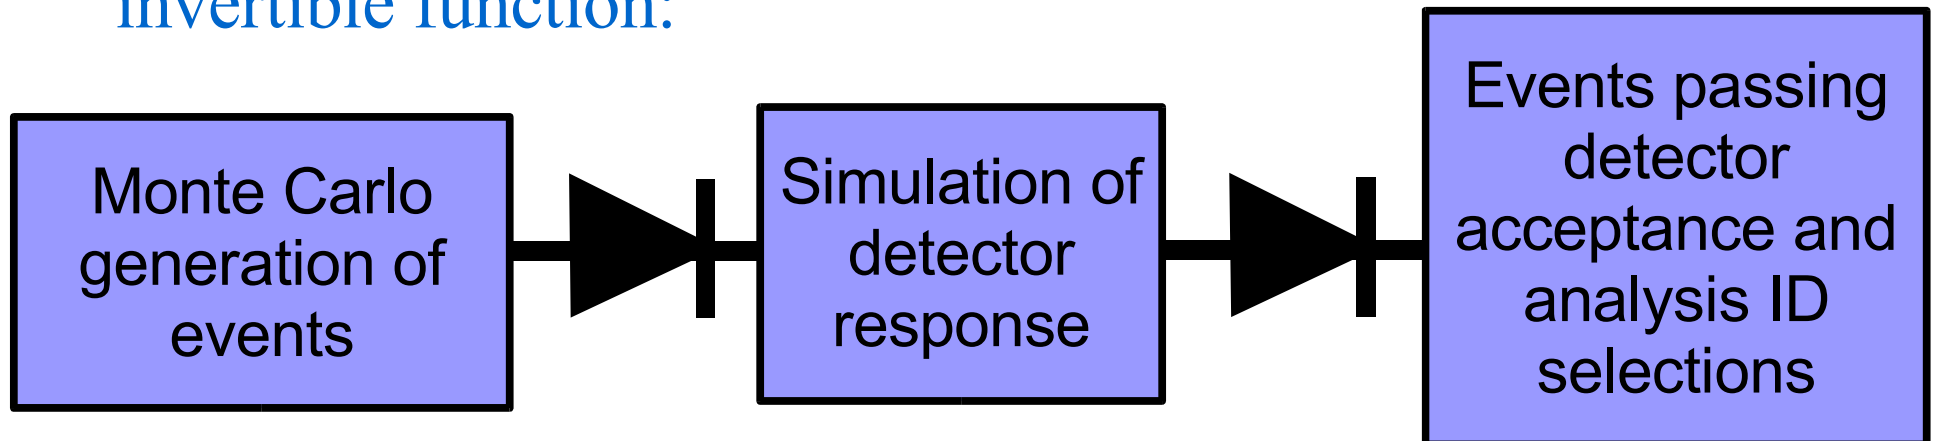 invertible function:
Monte Carlo
generation of
events
Simulation of
detector
response
Events passing
detector
acceptance and
analysis ID
selections